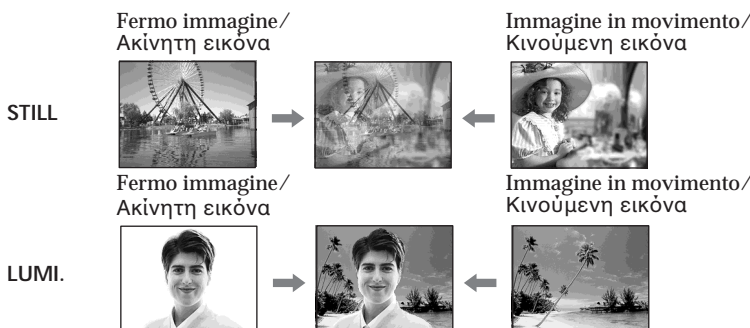 Fermo immagine/
Ακίνητη εικόνα
Immagine in movimento/
Κινούμενη εικόνα
STILL
Fermo immagine/
Ακίνητη εικόνα
Immagine in movimento/
Κινούμενη εικόνα
LUMI.